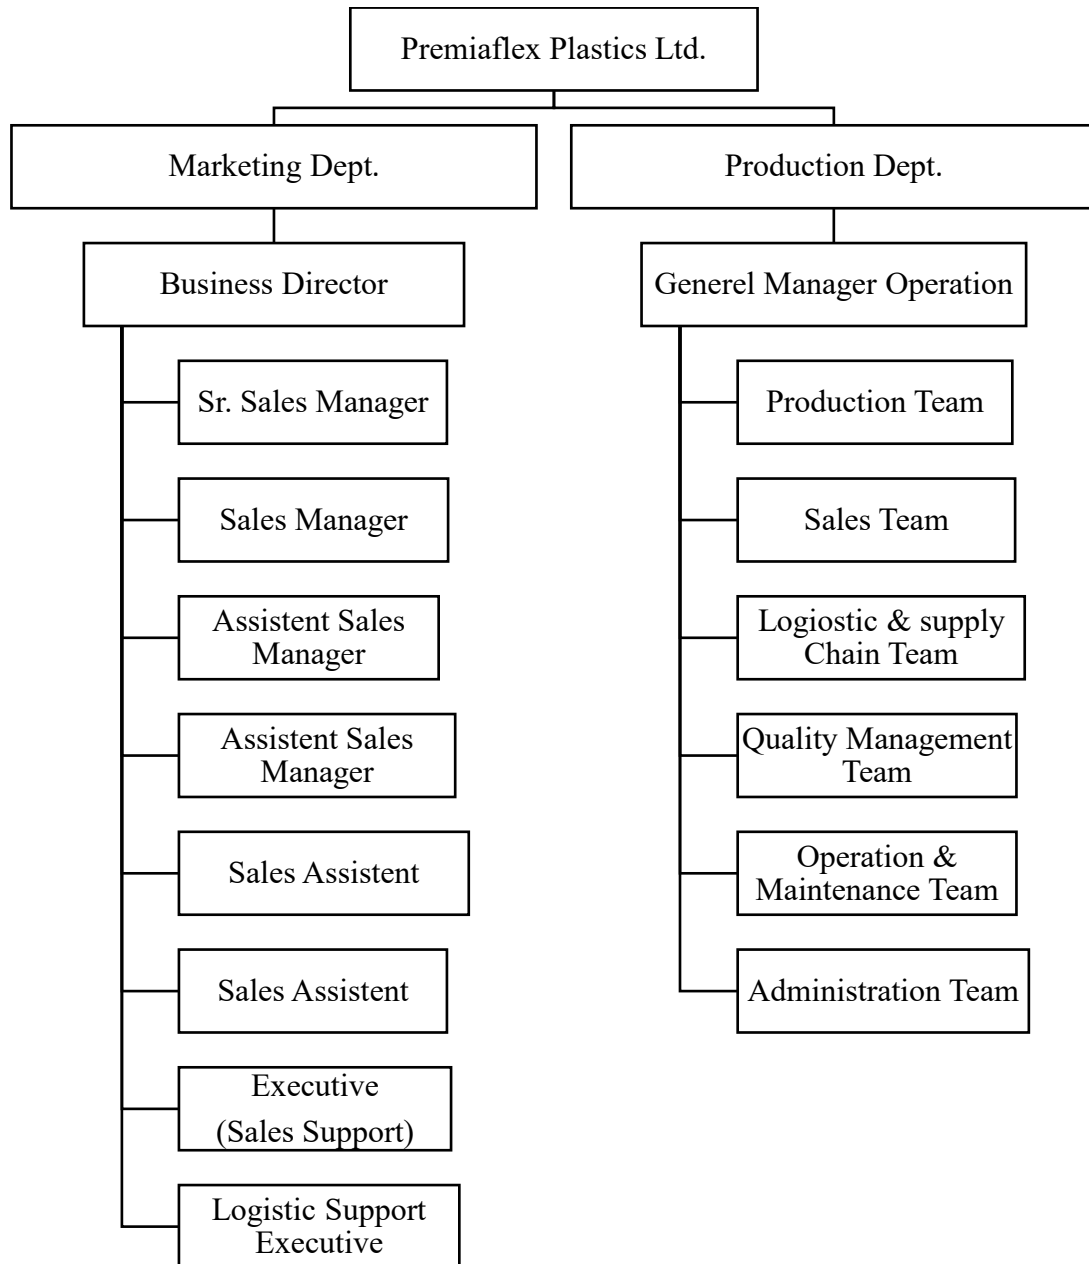 Premiaflex Plastics Ltd.
Marketing Dept.
Production Dept.
Business Director
Generel Manager Operation
Sr. Sales Manager
Sales Manager
Assistent Sales
Manager
Assistent Sales
Manager
Sales Assistent
Sales Assistent
Executive
(Sales Support)
Logistic Support
Executive
Production Team
Sales Team
Logiostic & supply
Chain Team
Quality Management
Team
Operation &
Maintenance Team
Administration Team